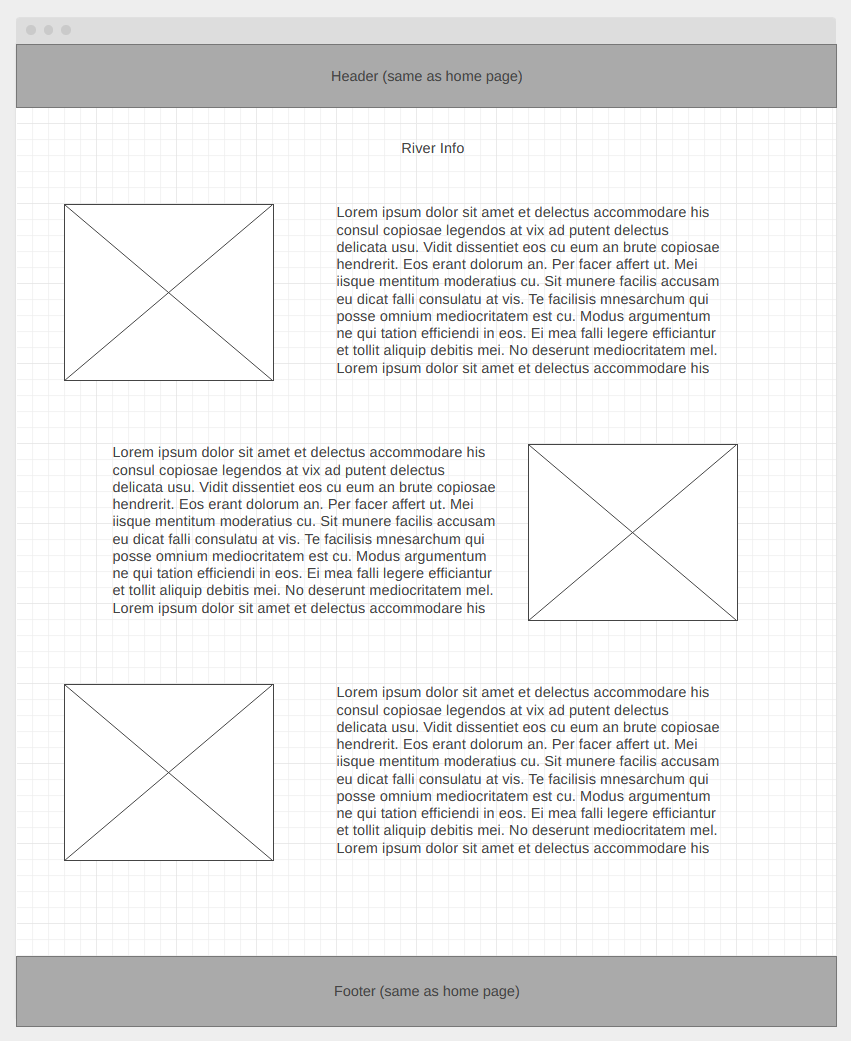 Header (same as home page)
River Info
Lorem ipsum dolor sit amet et delectus accommodare his
consul copiosae legendos at vix ad putent delectus
delicata usu. Vidit dissentiet eos cu eum an brute copiosae
hendrerit. Eos erant dolorum an. Per facer affert ut. Mei
iisque mentitum moderatius cu. Sit munere facilis accusam
eu dicat falli consulatu at vis. Te facilisis mnesarchum qui
posse omnium mediocritatem est cu. Modus argumentum
ne qui tation efficiendi in eos. Ei mea falli legere efficiantur
et tollit aliquip debitis mei. No deserunt mediocritatem mel.
Lorem ipsum dolor sit amet et delectus accommodare his
Lorem ipsum dolor sit amet et delectus accommodare his
consul copiosae legendos at vix ad putent delectus
delicata usu. Vidit dissentiet eos cu eum an brute copiosae
hendrerit. Eos erant dolorum an. Per facer affert ut. Mei
iisque mentitum moderatius cu. Sit munere facilis accusam
eu dicat falli consulatu at vis. Te facilisis mnesarchum qui
posse omnium mediocritatem est cu. Modus argumentum
ne qui tation efficiendi in eos. Ei mea falli legere efficiantur
et tollit aliquip debitis mei. No deserunt mediocritatem mel.
Lorem ipsum dolor sit amet et delectus accommodare his
Lorem ipsum dolor sit amet et delectus accommodare his
consul copiosae legendos at vix ad putent delectus
delicata usu. Vidit dissentiet eos cu eum an brute copiosae
hendrerit. Eos erant dolorum an. Per facer affert ut. Mei
iisque mentitum moderatius cu. Sit munere facilis accusam
eu dicat falli consulatu at vis. Te facilisis mnesarchum qui
posse omnium mediocritatem est cu. Modus argumentum
ne qui tation efficiendi in eos. Ei mea falli legere efficiantur
et tollit aliquip debitis mei. No deserunt mediocritatem mel.
Lorem ipsum dolor sit amet et delectus accommodare his
Footer (same as home page)